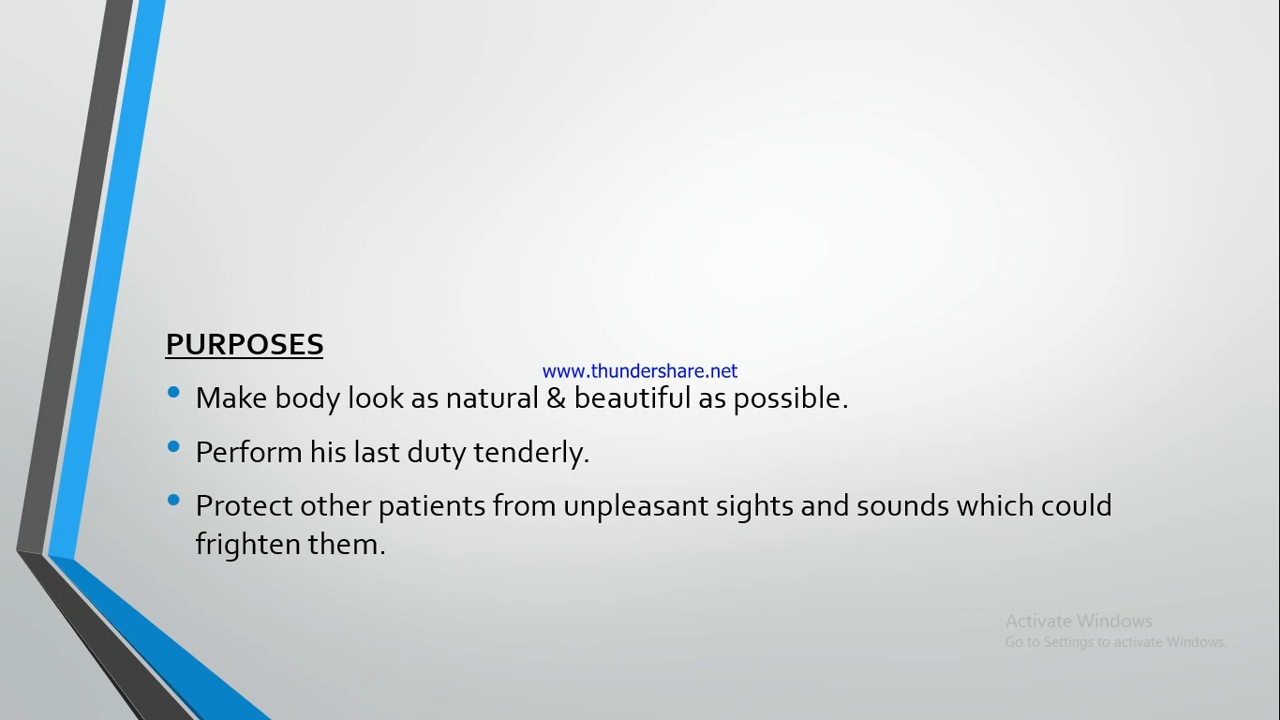 PURPOSES
www.thundershare.net
• Make body look as natural & beautiful as possible.
• Perform his last duty tenderly.
• Protect other patients from unpleasant sights and sounds which could
frighten them.
Activate Windows
Go to Settings to activate Windows.